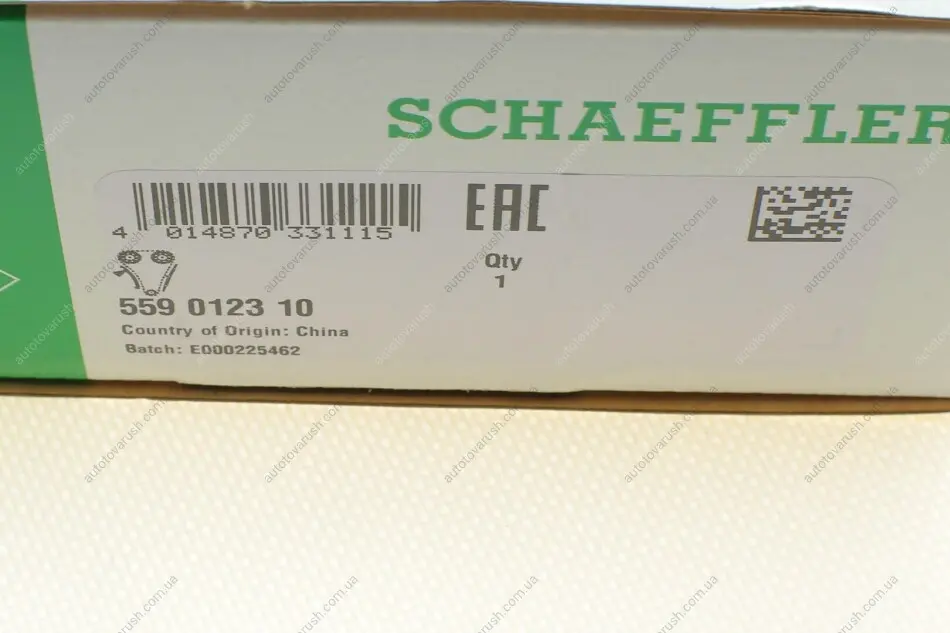 SCHAEFFLER
4 014870 331115
EAC
Qty
1
559 0123 10
Country of Origin: China
Batch: E000225462
autotovarush.com.ua